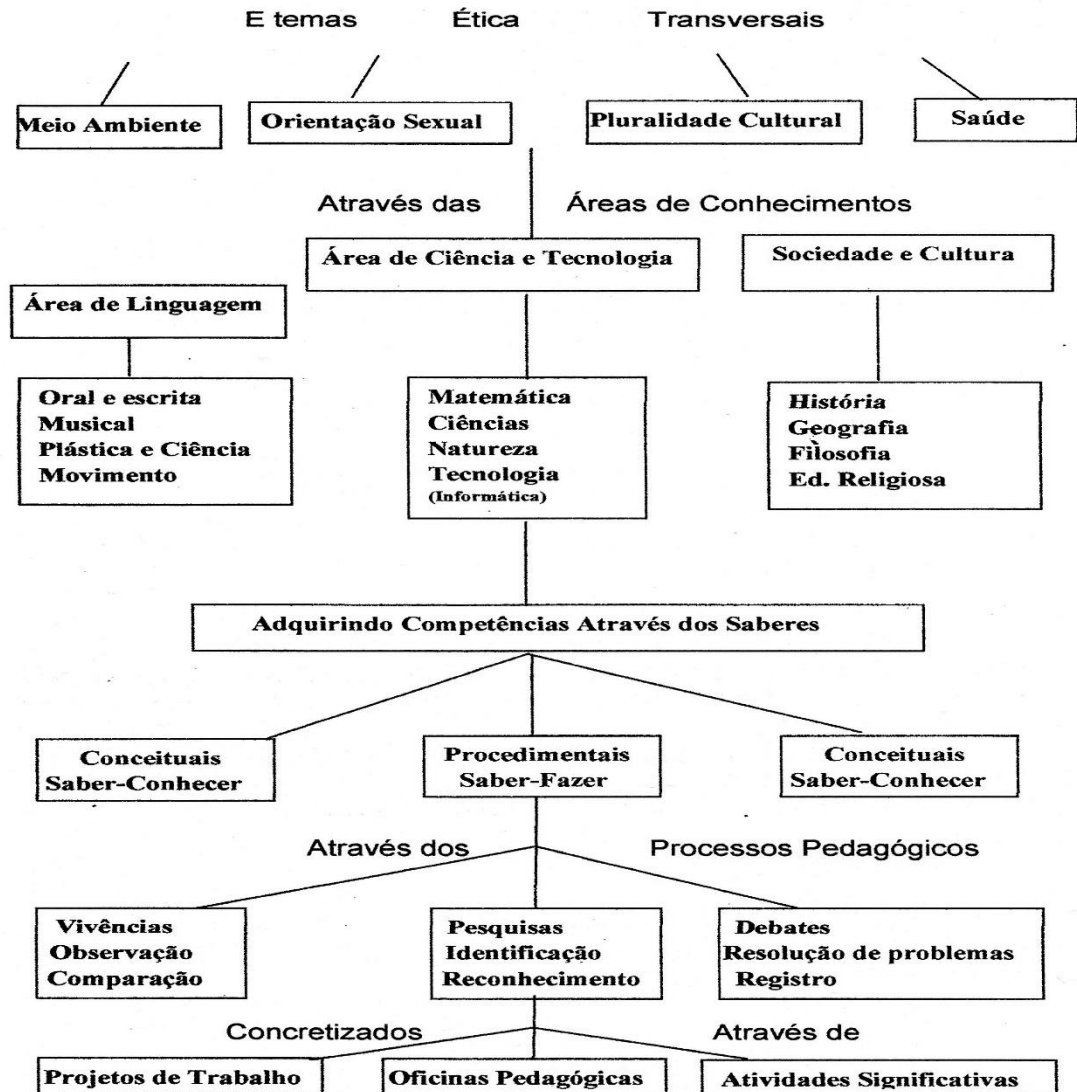 E temas Ética Transversais
Meio Ambiente
Orientação Sexual
Pluralidade Cultural
Saúde
Através das Áreas de Conhecimentos
Área de Ciência e Tecnologia
Sociedade e Cultura
Área de Linguagem
Oral e escrita
Musical
Plástica e Ciência
Movimento
Matemática
Ciências
Natureza
Tecnologia
(Informática)
História
Geografia
Filosofia
Ed. Religiosa
Adquirindo Competências Através dos Saberes
Conceituais
Saber-Conhecer
Procedimentais
Saber-Fazer
Conceituais
Saber-Conhecer
Através dos Processos Pedagógicos
Vivências
Observação
Comparação
Pesquisas
Identificação
Reconhecimento
Debates
Resolução de problemas
Registro
Concretizados Através de
Projetos de Trabalho
Oficinas Pedagógicas
Atividades Significativas